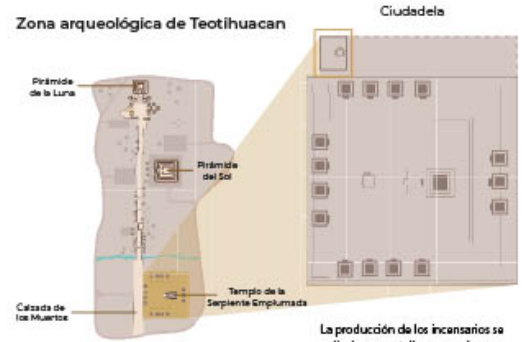 Zona arqueológica de Teotihuacan
Ciudadela
Pirámide
de la Luna
Pirámide
del Sol
Templo de la
Serpiente Emplumada
Calzada de
los Muertos
La producción de los incensarios se